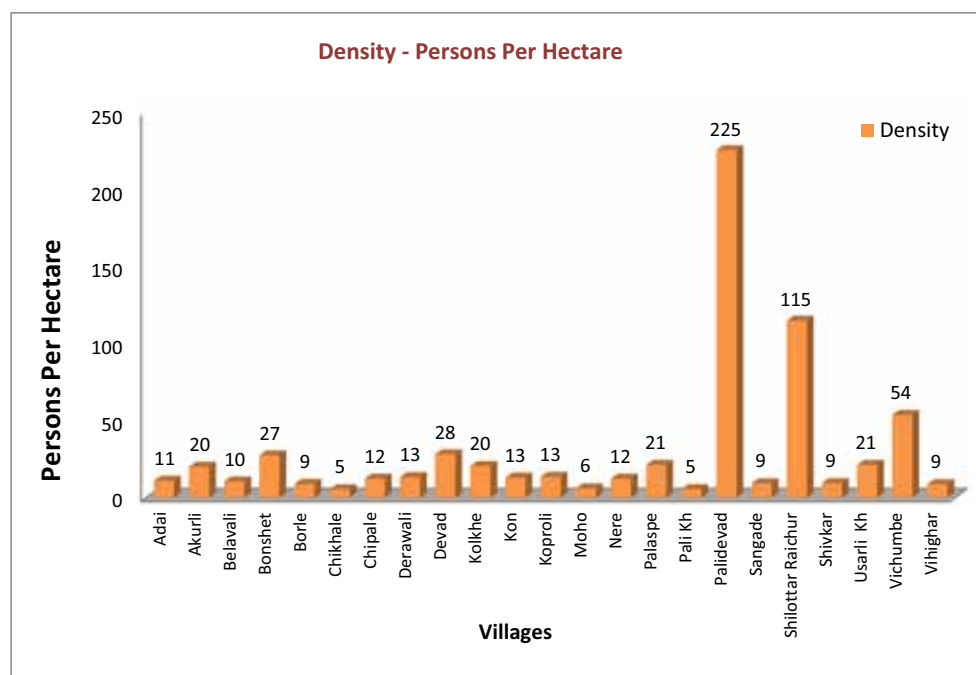 Density - Persons Per Hectare
Density
Persons Per Hectare
250
200
150
100
50
0
11
20
10
27
9
5
12
13
28
20
13
13
6
12
21
5
225
9
115
9
21
54
9
Adai
Akurli
Belavali
Bonshet
Borle
Chikhale
Chipale
Derawali
Devad
Kolkhe
Kon
Koproli
Moho
Nere
Palaspe
Pali Kh
Palidevad
Sangade
Shilottar Raichur
Shivkar
Usarli Kh
Vichumbe
Vihighar
Villages